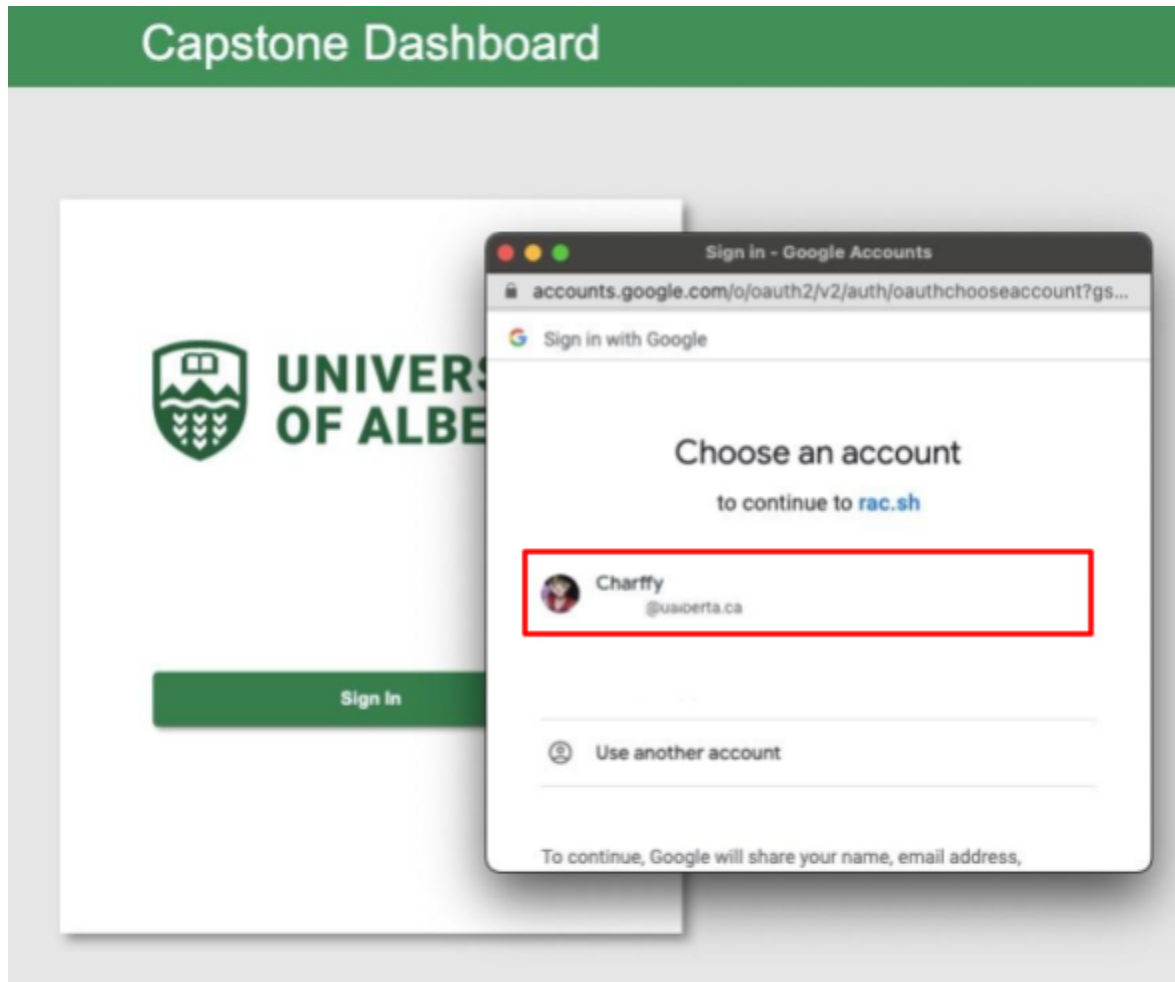 Capstone Dashboard
UNIVERS
OF ALBE
Sign In
Sign in - Google Accounts
accounts.google.com/o/oauth2/v2/auth/oauthchooseaccount?gs...
Sign in with Google
Choose an account
to continue to rac.sh
Charffy
@ualberta.ca
Use another account
To continue, Google will share your name, email address,